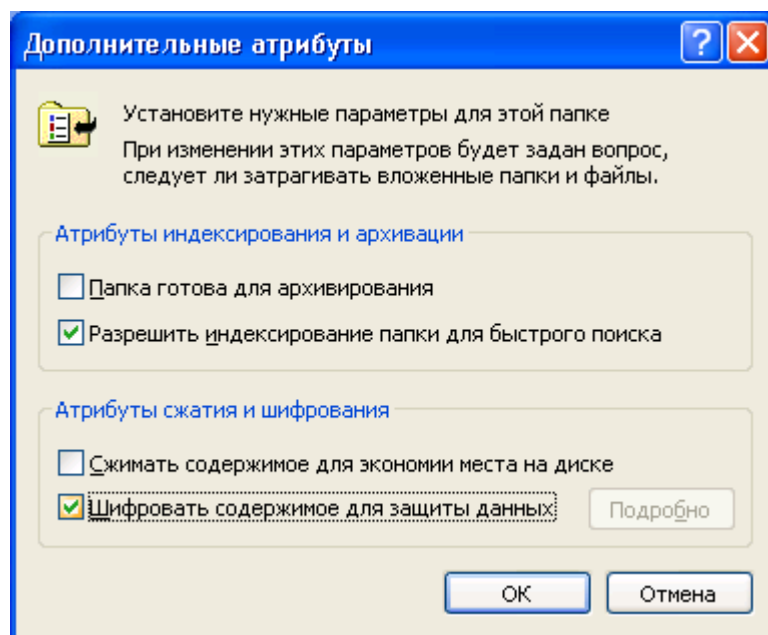 Дополнительные атрибуты
?
Установите нужные параметры для этой папке
При изменении этих параметров будет задан вопрос,
следует ли затрагивать вложенные папки и файлы.
Атрибуты индексирования и архивации
Папка готова для архивирования
Разрешить индексирование папки для быстрого поиска
Атрибуты сжатия и шифрования
Сжимать содержимое для экономии места на диске
Шифровать содержимое для защиты данных
Подробно
ОК
Отмена